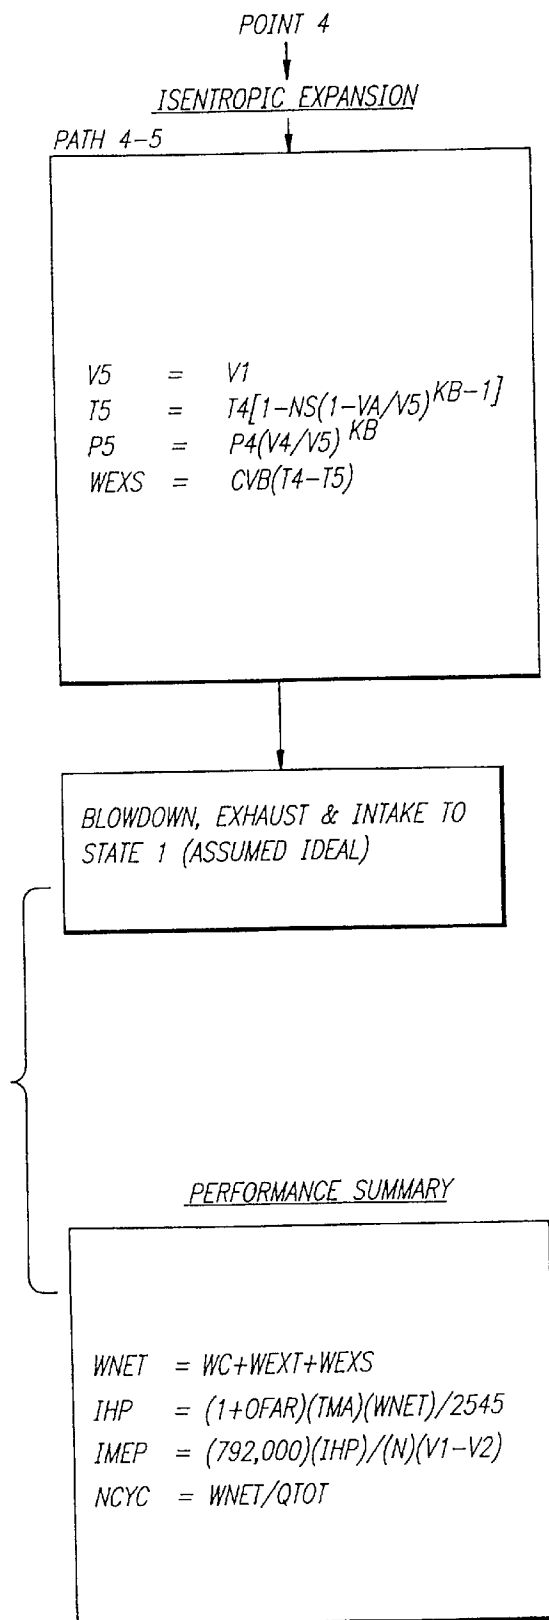 POINT 4
ISENTROPIC EXPANSION
PATH 4-5
V5 = V1
T5 = T4[1-NS(1-VA/V5)^KB-1]
P5 = P4(V4/V5)^KB
WEXS = CVB(T4-T5)
BLOWDOWN, EXHAUST & INTAKE TO
STATE 1 (ASSUMED IDEAL)
PERFORMANCE SUMMARY
WNET = WC+WEXT+WEXS
IHP = (1+OFAR)(TMA)(WNET)/2545
IMEP = (792,000)(IHP)/(N)(V1-V2)
NCYC = WNET/QTOT